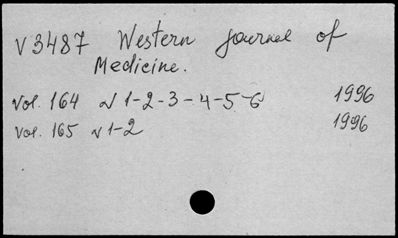 V3487 Western Journal of
Medicine.
vol. 164 N 1-2-3-4-5-6 1996
vol. 165 N 1-2 1996